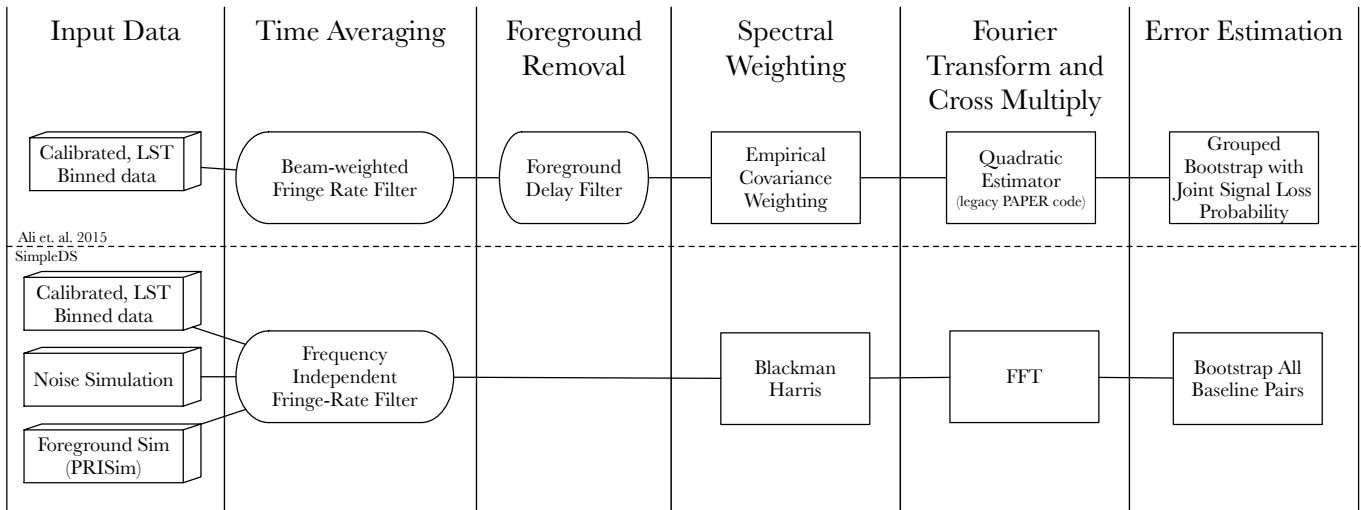 Input Data
Time Averaging
Foreground
Removal
Spectral
Weighting
Fourier
Transform and
Cross Multiply
Error Estimation
Calibrated, LST
Binned data
Beam-weighted
Fringe Rate Filter
Foreground
Delay Filter
Empirical
Covariance
Weighting
Quadratic
Estimator
(legacy PAPER code)
Grouped
Bootstrap with
Joint Signal Loss
Probability
Ali et. al. 2015
SimpleDS
Calibrated, LST
Binned data
Noise Simulation
Foreground Sim
(PRISim)
Frequency
Independent
Fringe-Rate Filter
Blackman
Harris
FFT
Bootstrap All
Baseline Pairs